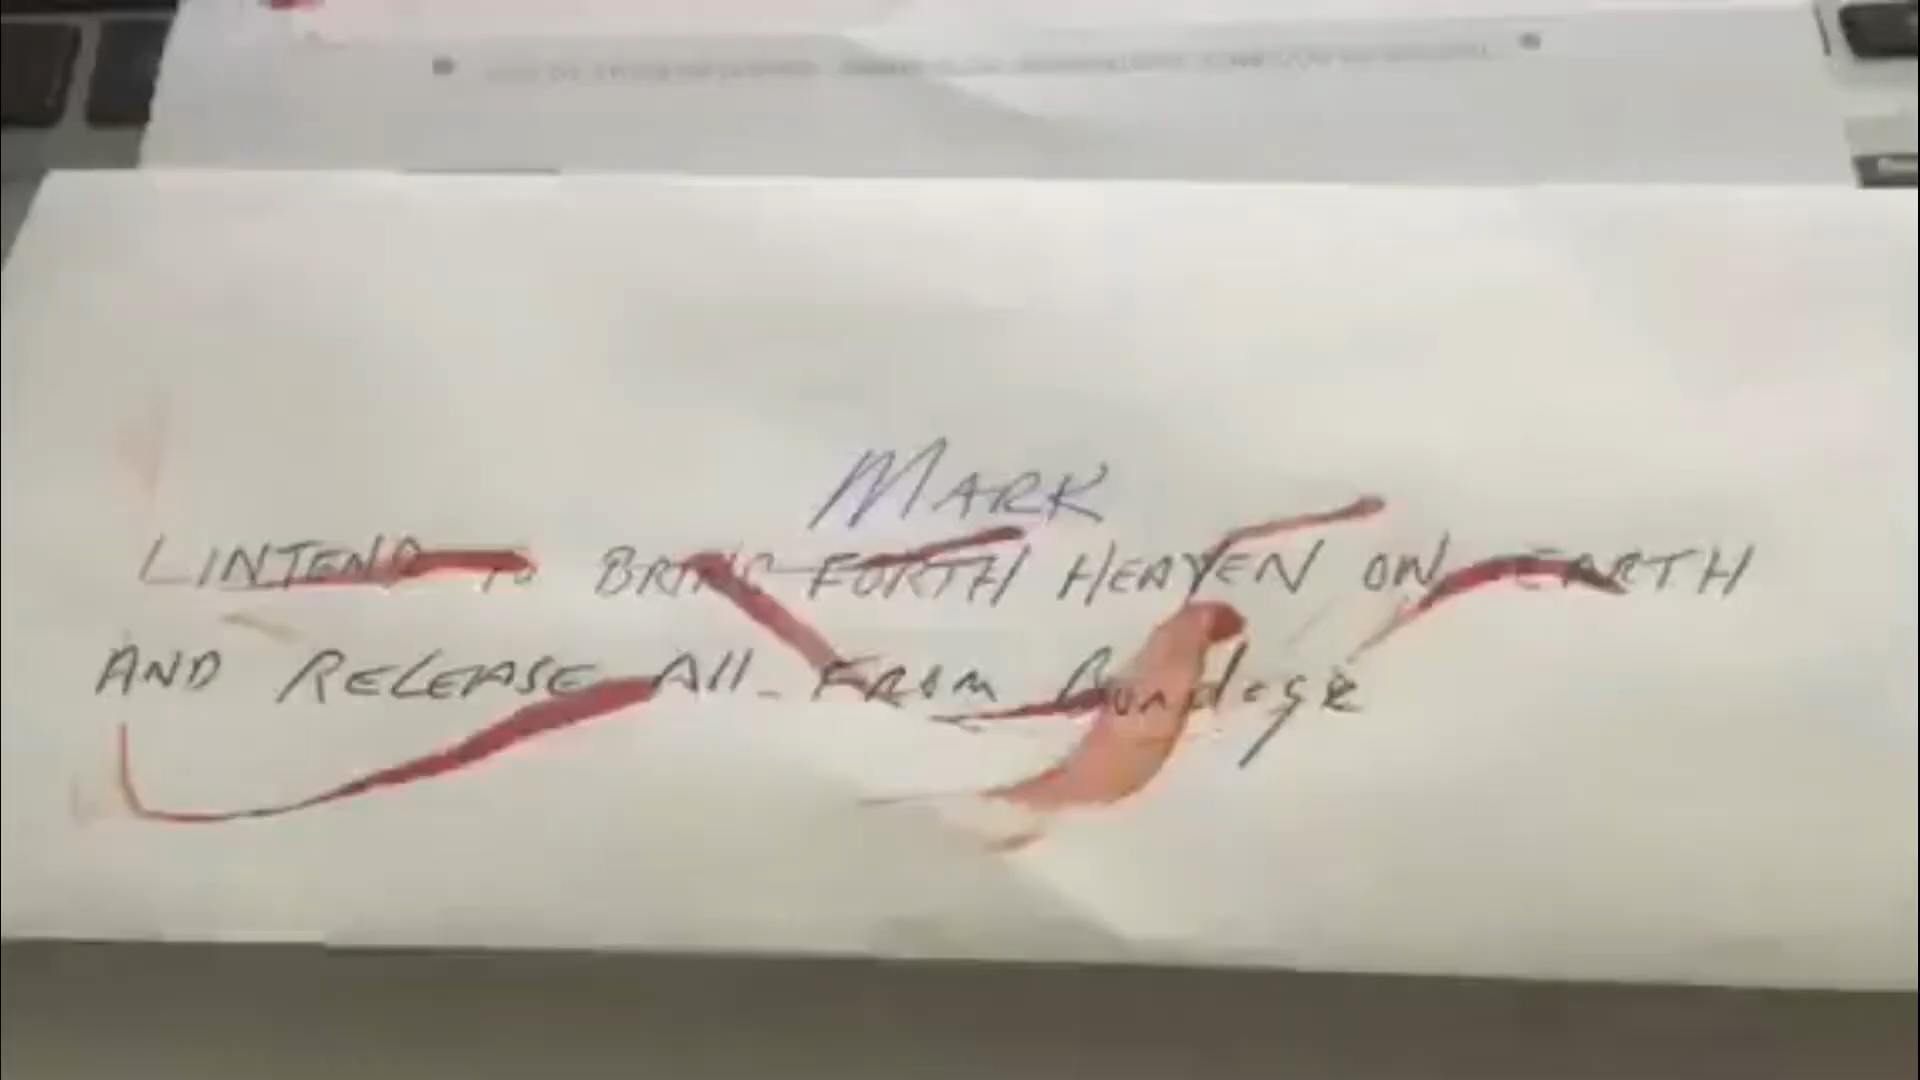 MARK
I INTEND TO BRING FORTH HEAVEN ON EARTH
AND RELEASE All FROM Bondage